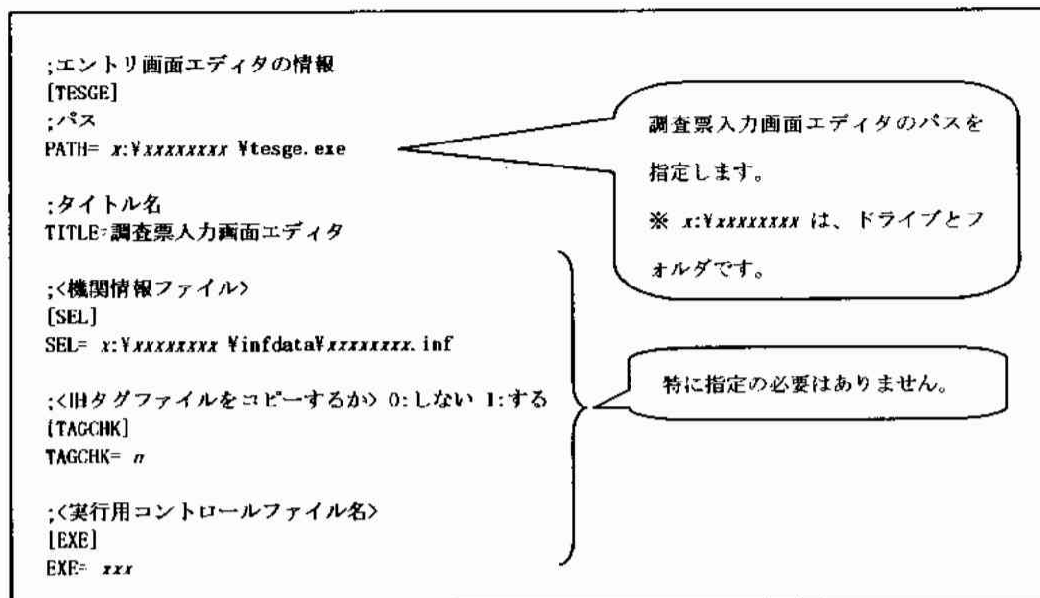 ;エントリ画面エディタの情報
[TESGE]
;パス
PATH= x:¥xxxxxxxx ¥tesge.exe
;タイトル名
TITLE=調査票入力画面エディタ
;<機関情報ファイル>
[SEL]
SEL= x:¥xxxxxxxx ¥infdata¥xxxxxxxx.inf
;<旧タグファイルをコピーするか> 0:しない 1:する
[TAGCHK]
TAGCHK= n
;<実行用コントロールファイル名>
[EXE]
EXE= xxx
調査票入力画面エディタのパスを
指定します。
※ x:¥xxxxxxxx は、ドライブとフ
ォルダです。
特に指定の必要はありません。